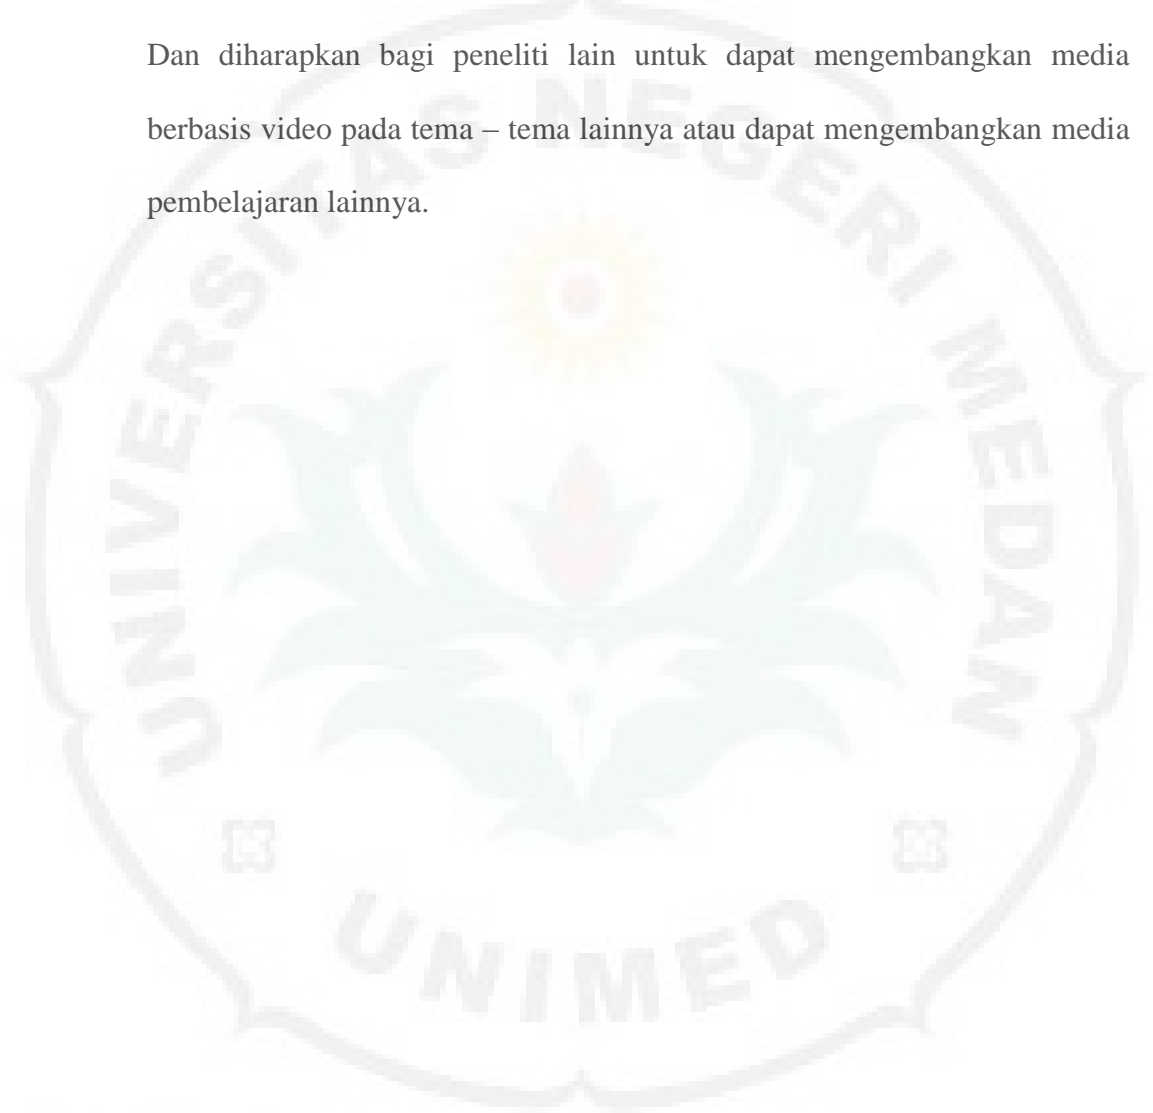 Dan diharapkan bagi peneliti lain untuk dapat mengembangkan media
berbasis video pada tema – tema lainnya atau dapat mengembangkan media
pembelajaran lainnya.
UNIVERSITAS NEGERI MEDAN
UNIMED